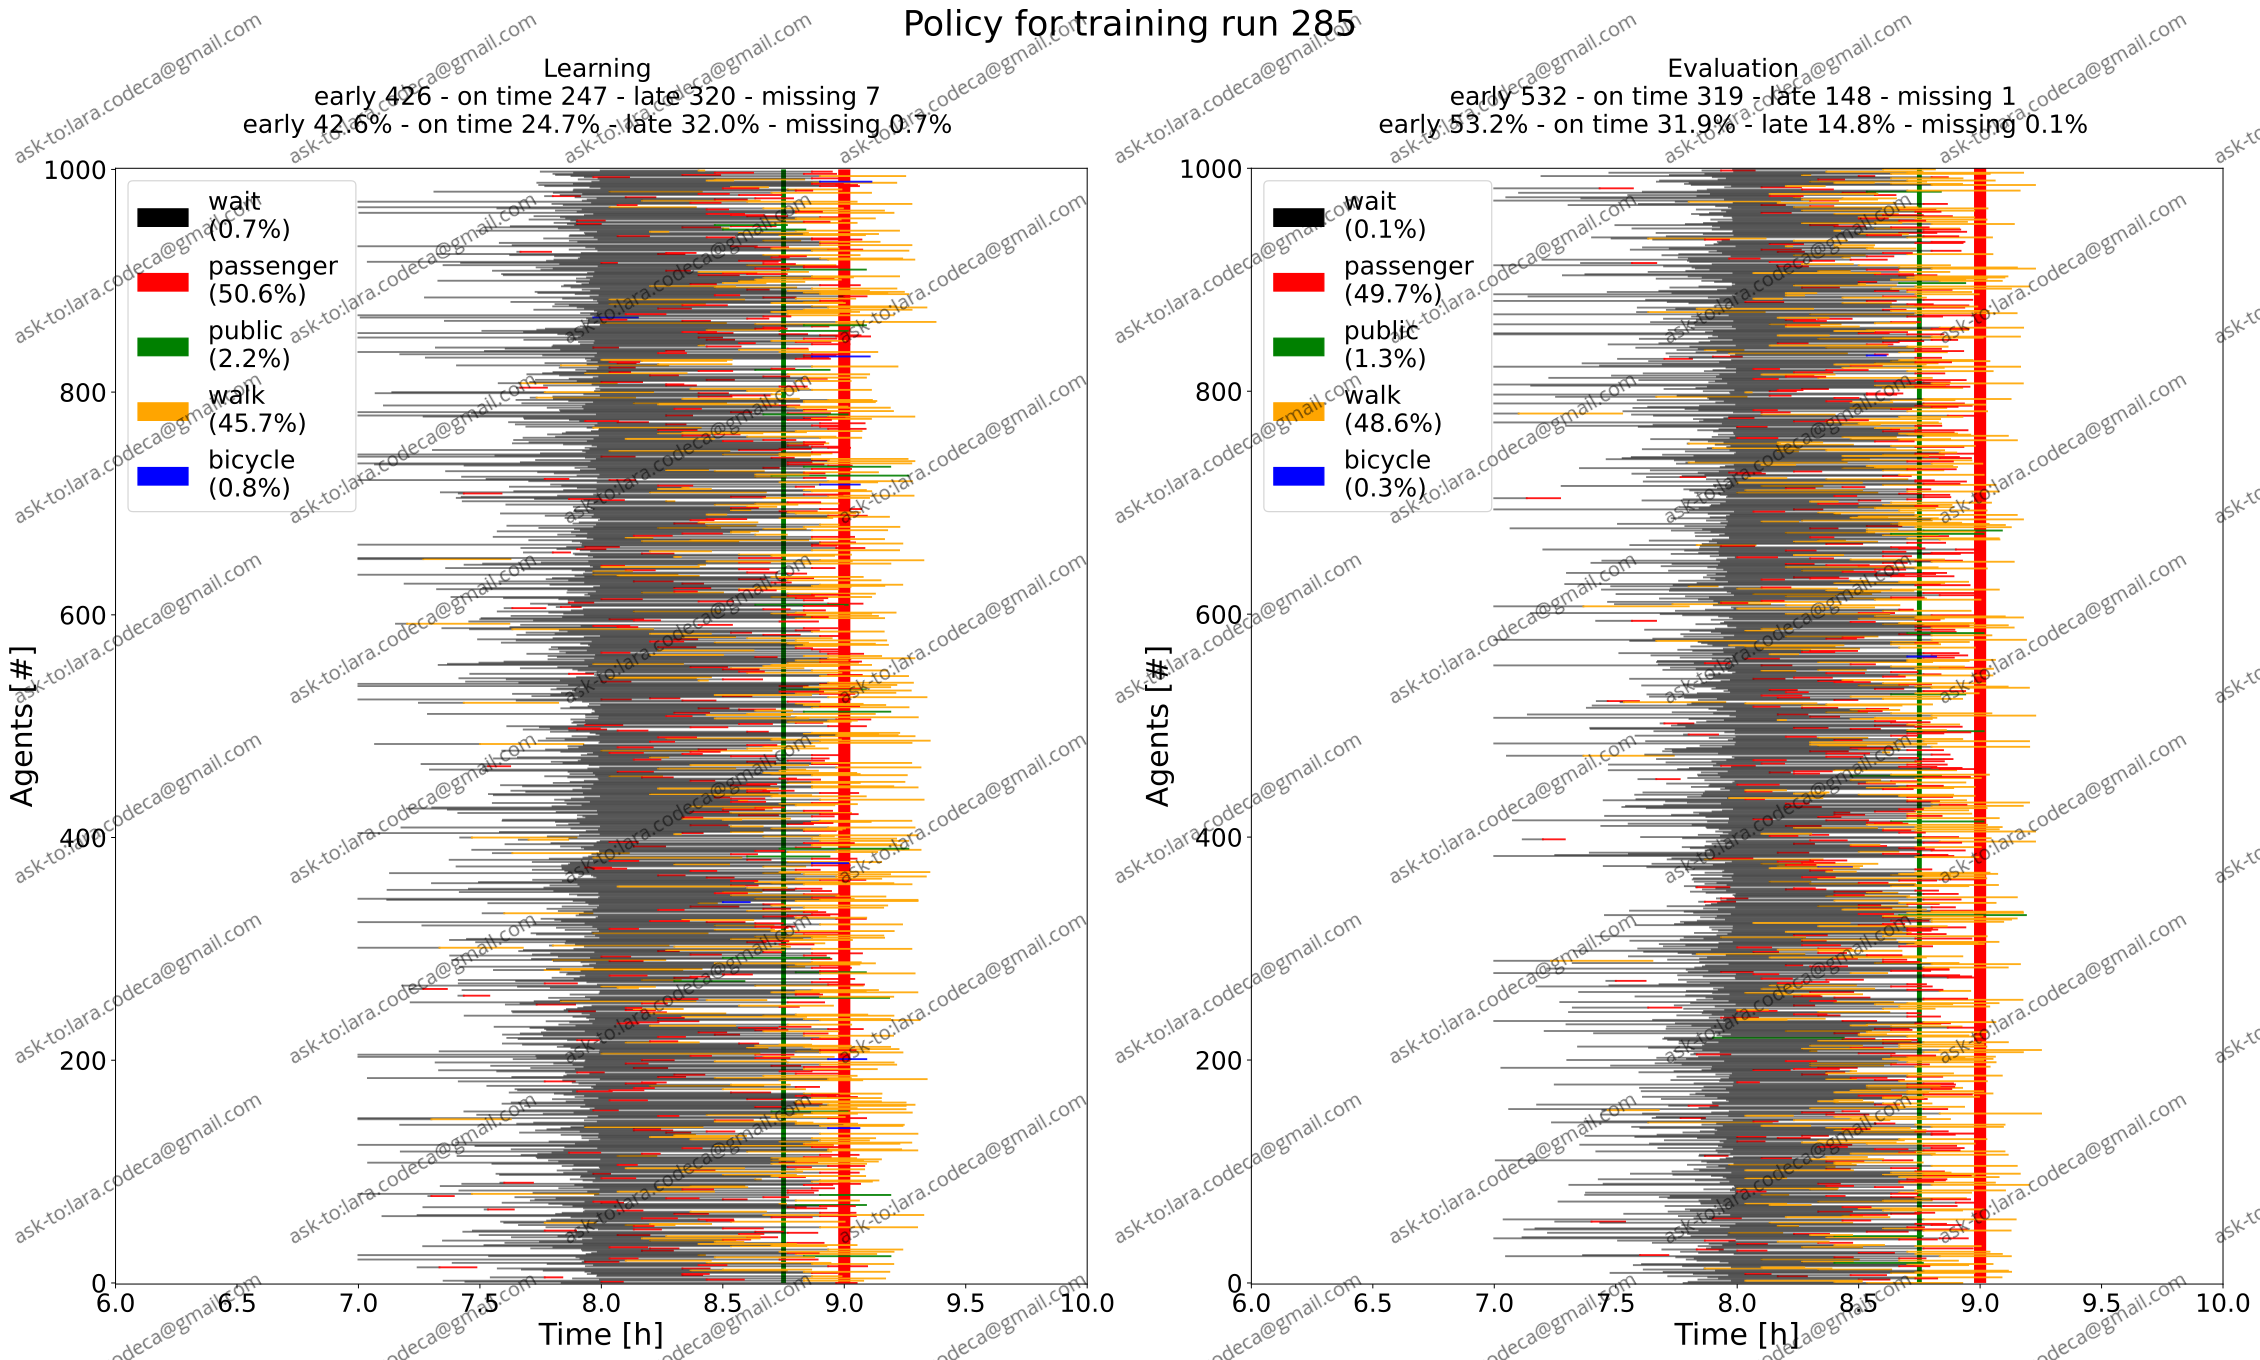 Policy for training run 285
Learning
early 426 - on time 247 - late 320 - missing 7
early 42.6% - on time 24.7% - late 32.0% - missing 0.7%
1000
800
600
400
200
0
Agents [#]
wait
(0.7%)
passenger
(50.6%)
public
(2.2%)
walk
(45.7%)
bicycle
(0.8%)
6.0 6.5 7.0 7.5 8.0 8.5 9.0 9.5 10.0
Time [h]
Evaluation
early 532 - on time 319 - late 148 - missing 1
early 53.2% - on time 31.9% - late 14.8% - missing 0.1%
1000
800
600
400
200
0
Agents [#]
wait
(0.1%)
passenger
(49.7%)
public
(1.3%)
walk
(48.6%)
bicycle
(0.3%)
6.0 6.5 7.0 7.5 8.0 8.5 9.0 9.5 10.0
Time [h]
ask-to:lara.codeca@gmail.com